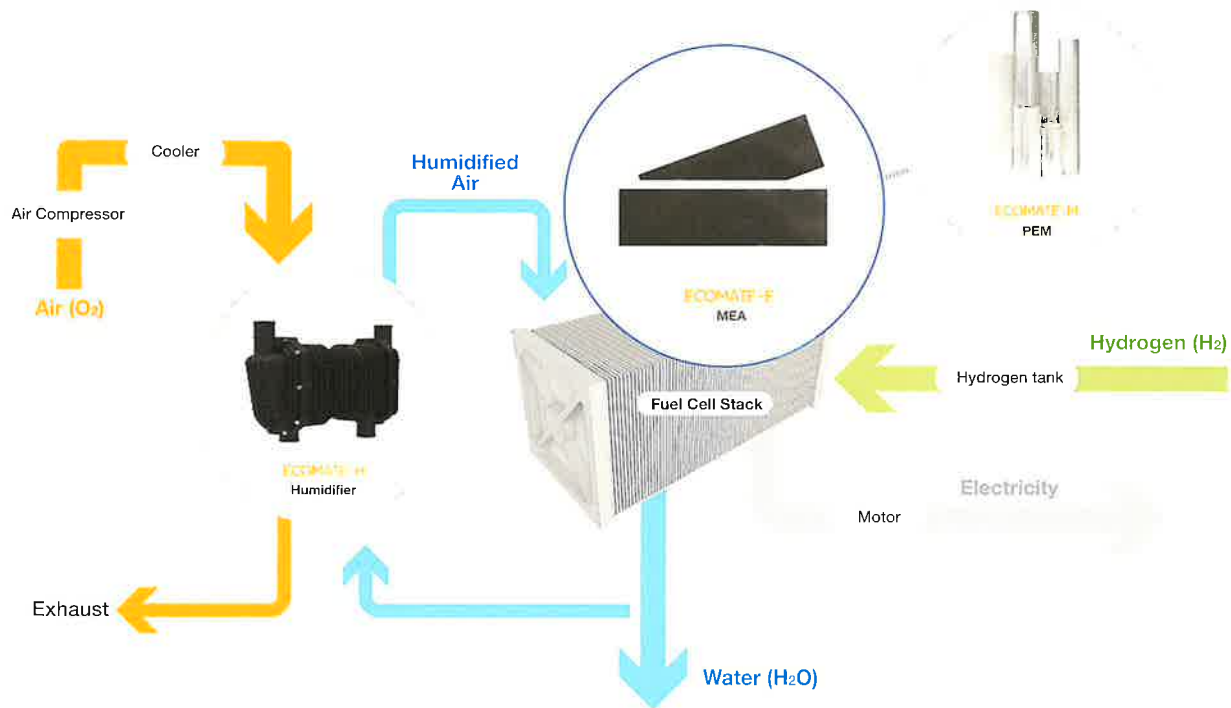 Cooler
Air Compressor
Air (O₂)
Humidified
Air
ECOMATE-H
Humidifier
Exhaust
ECOMATE-E
MEA
PEM
Fuel Cell Stack
Hydrogen (H₂)
Hydrogen tank
Electricity
Motor
Water (H₂O)